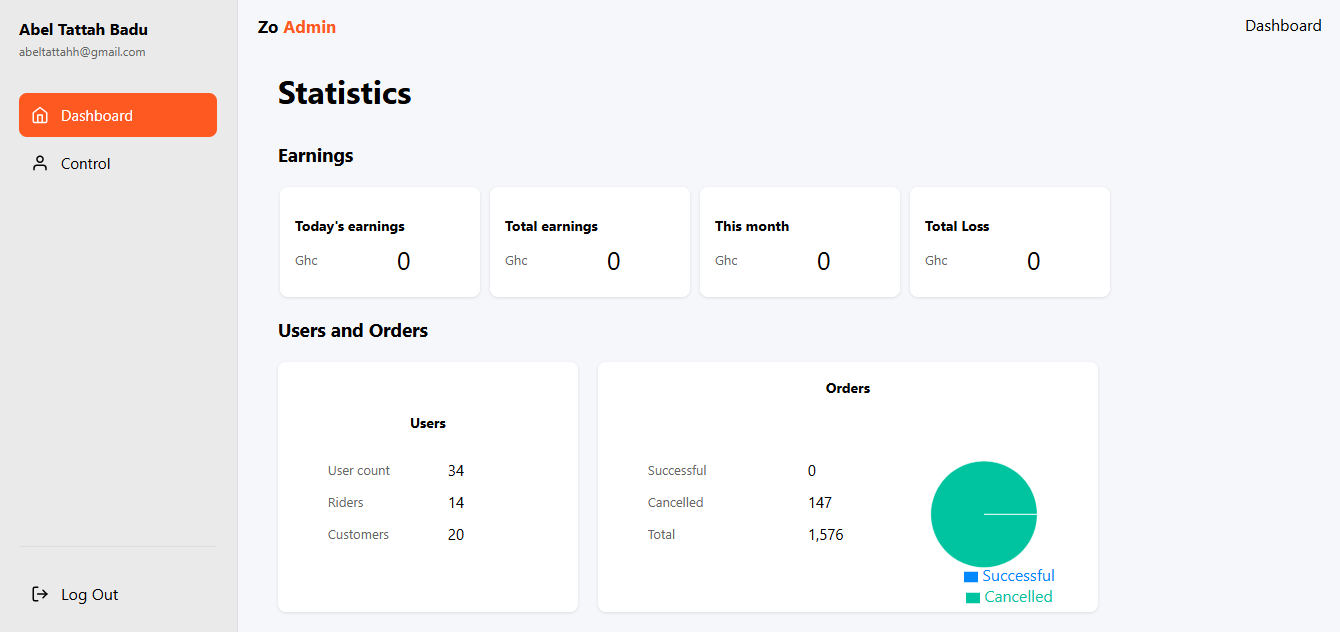 Abel Tattah Badu
abeltattahh@gmail.com
Dashboard
Control
Log Out
Zo Admin
Dashboard
Statistics
Earnings
Today's earnings
Ghc 0
Total earnings
Ghc 0
This month
Ghc 0
Total Loss
Ghc 0
Users and Orders
Users
User count 34
Riders 14
Customers 20
Orders
Successful 0
Cancelled 147
Total 1,576
Successful
Cancelled